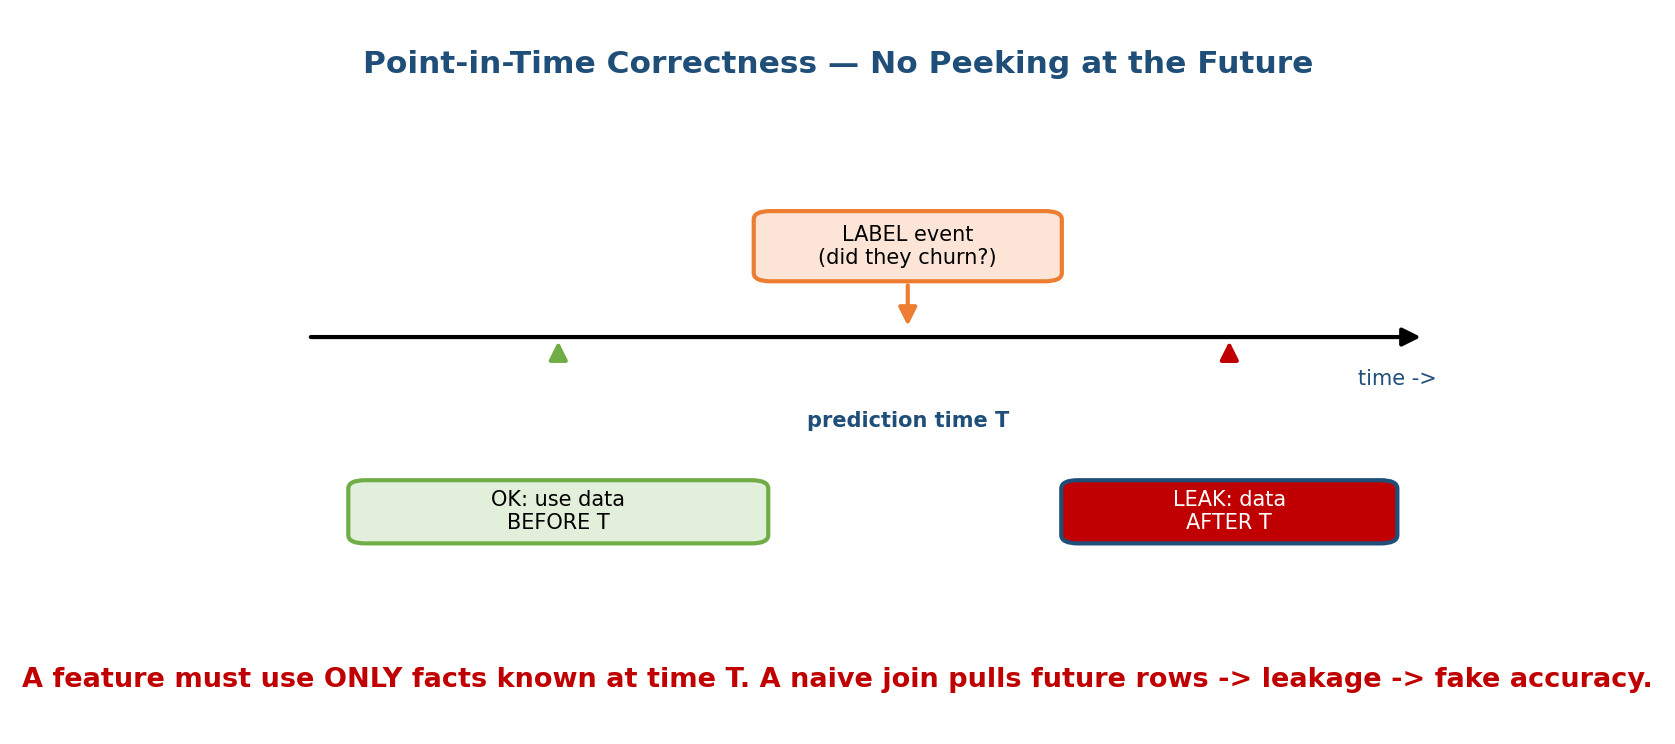 Point-in-Time Correctness — No Peeking at the Future
LABEL event
(did they churn?)
time ->
prediction time T
OK: use data
BEFORE T
LEAK: data
AFTER T
A feature must use ONLY facts known at time T. A naive join pulls future rows -> leakage -> fake accuracy.